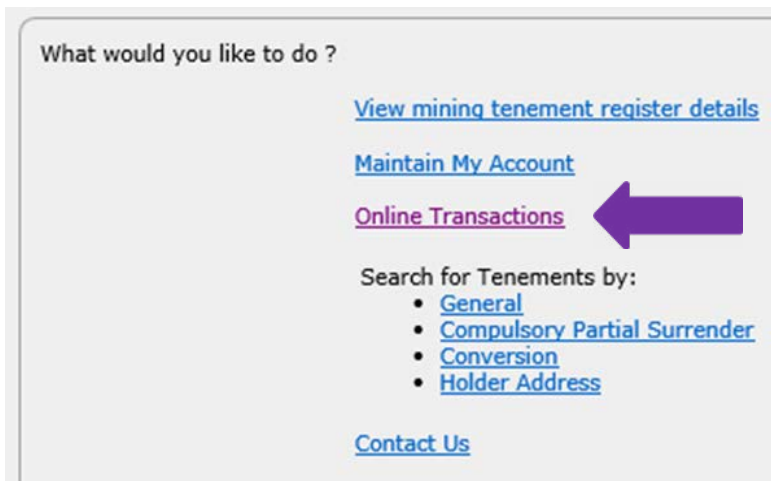 What would you like to do ?
View mining tenement register details
Maintain My Account
Online Transactions
Search for Tenements by:
• General
• Compulsory Partial Surrender
• Conversion
• Holder Address
Contact Us